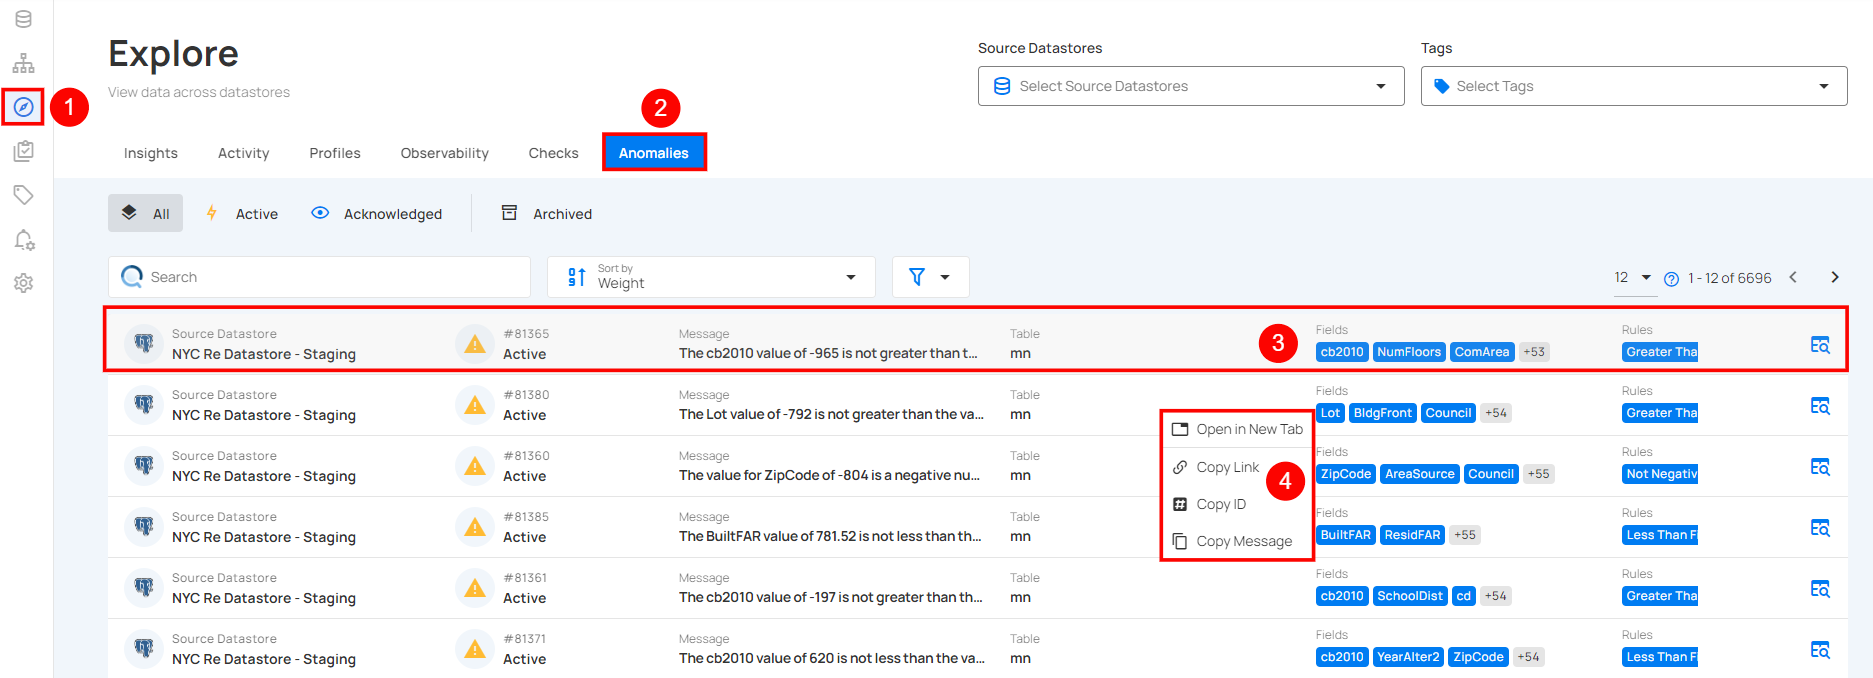 Explore
View data across datastores
Source Datastores
Select Source Datastores
Tags
Select Tags
1
2
Insights Activity Profiles Observability Checks Anomalies
All Active Acknowledged Archived
Search
Sort by
Weight
12 1 - 12 of 6696
Source Datastore #81365 Message Table Fields Rules
NYC Re Datastore - Staging Active The cb2010 value of -965 is not greater than t... mn 3 cb2010 NumFloors ComArea +53 Greater Tha
Source Datastore #81380 Message Table Fields Rules
NYC Re Datastore - Staging Active The Lot value of -792 is not greater than the va... mn Lot BldgFront Council +54 Greater Tha
Open in New Tab
Copy Link
Copy ID
Copy Message
4
Source Datastore #81360 Message Table Fields Rules
NYC Re Datastore - Staging Active The value for ZipCode of -804 is a negative nu... mn ZipCode AreaSource Council +55 Not Negativ
Source Datastore #81385 Message Table Fields Rules
NYC Re Datastore - Staging Active The BuiltFAR value of 781.52 is not less than th... mn BuiltFAR ResidFAR +55 Less Than F
Source Datastore #81361 Message Table Fields Rules
NYC Re Datastore - Staging Active The cb2010 value of -197 is not greater than th... mn cb2010 SchoolDist cd +54 Greater Tha
Source Datastore #81371 Message Table Fields Rules
NYC Re Datastore - Staging Active The cb2010 value of 620 is not less than the va... mn cb2010 YearAlter2 ZipCode +54 Less Than F